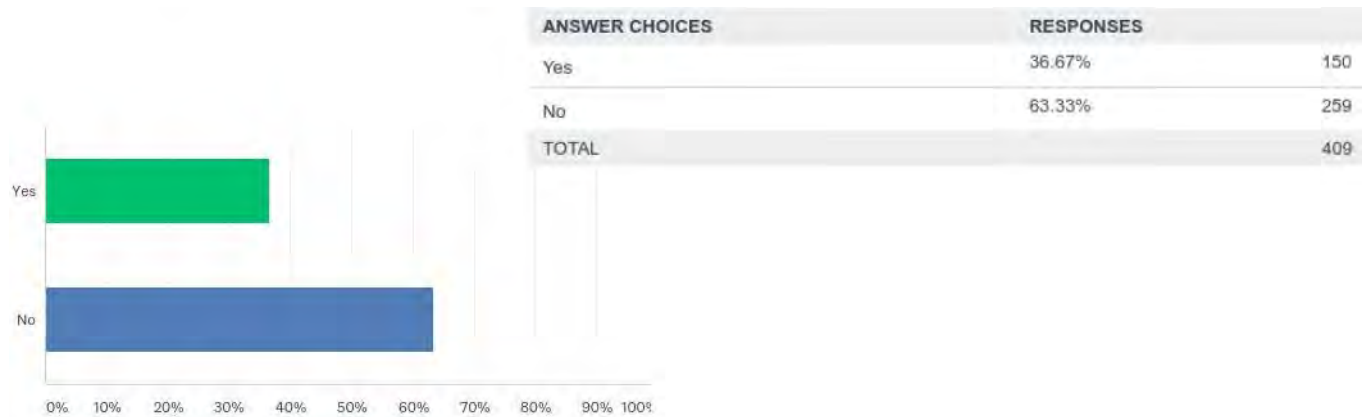 ANSWER CHOICES RESPONSES
Yes 36.67% 150
No 63.33% 259
TOTAL 409
Yes
No
0% 10% 20% 30% 40% 50% 60% 70% 80% 90% 100%